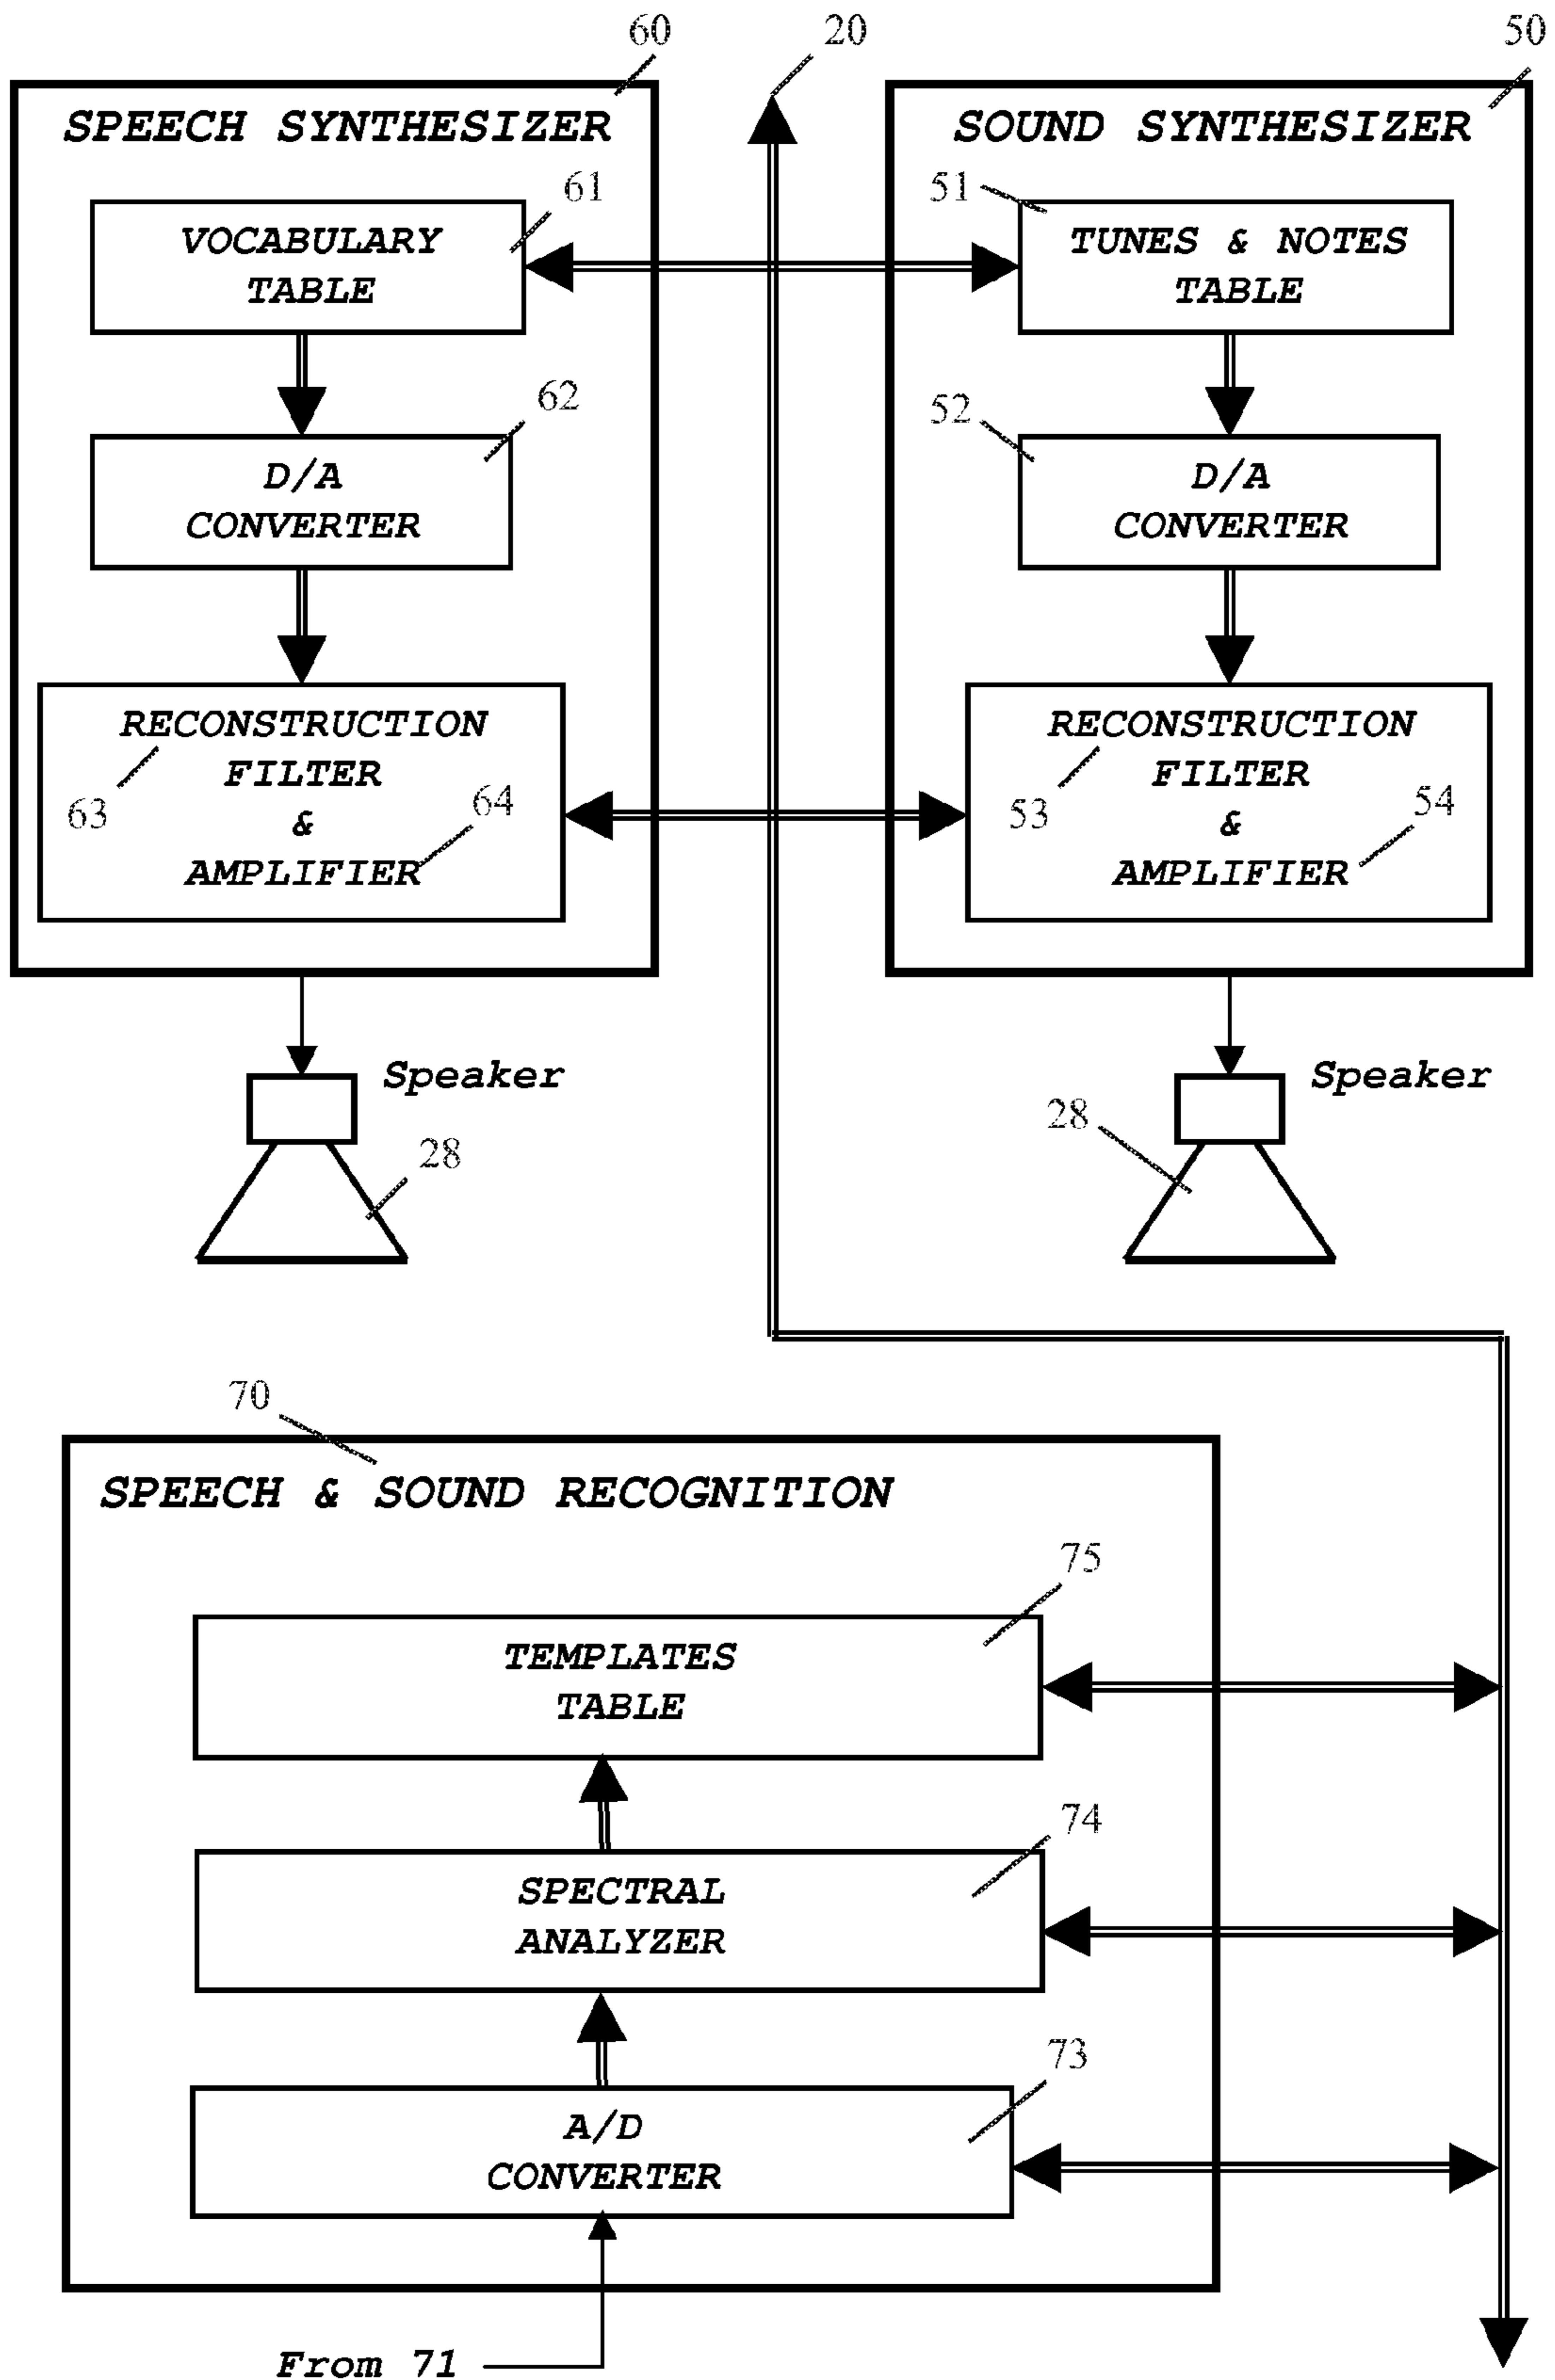 60
20
50
SPEECH SYNTHESIZER
SOUND SYNTHESIZER
61
51
VOCABULARY
TABLE
TUNES & NOTES
TABLE
62
52
D/A
CONVERTER
D/A
CONVERTER
RECONSTRUCTION
FILTER
&
AMPLIFIER
63
64
RECONSTRUCTION
FILTER
&
AMPLIFIER
53
54
Speaker
28
Speaker
28
70
SPEECH & SOUND RECOGNITION
75
TEMPLATES
TABLE
74
SPECTRAL
ANALYZER
73
A/D
CONVERTER
From 71